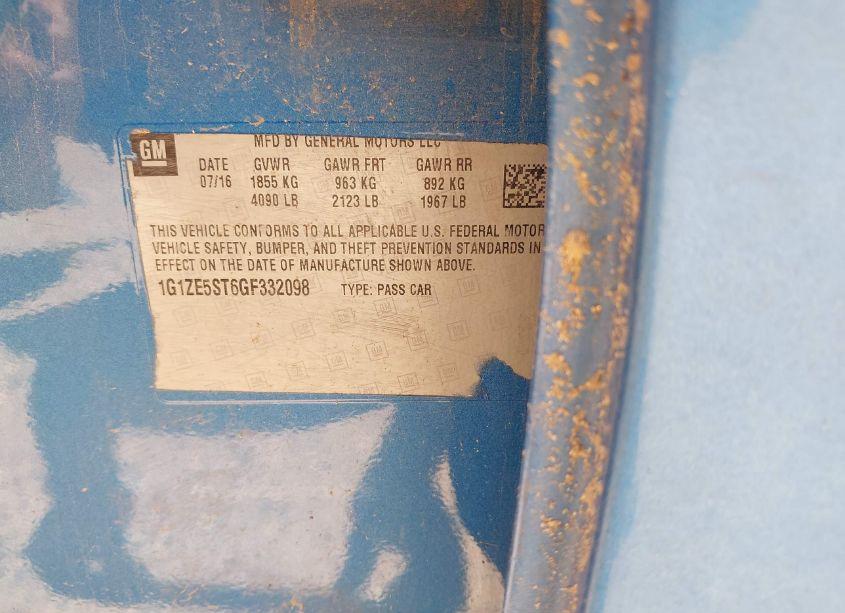 GM
MFD BY GENERAL MOTORS LLC
DATE GVWR GAWR FRT GAWR RR
07/16 1855 KG 963 KG 892 KG
4090 LB 2123 LB 1967 LB
THIS VEHICLE CONFORMS TO ALL APPLICABLE U.S. FEDERAL MOTOR
VEHICLE SAFETY, BUMPER, AND THEFT PREVENTION STANDARDS IN
EFFECT ON THE DATE OF MANUFACTURE SHOWN ABOVE.
1G1ZE5ST6GF332098 TYPE: PASS CAR